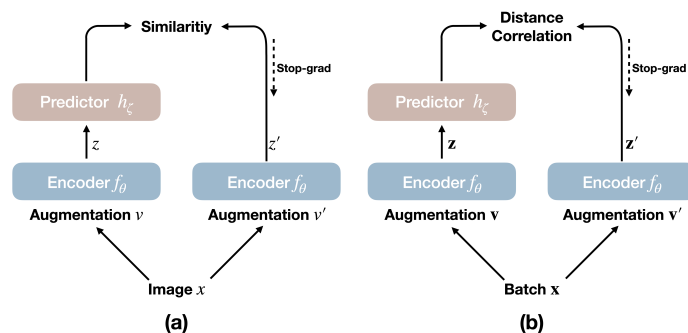 Similaritiy
Stop-grad
Predictor hζ
z
z′
Encoder fθ
Encoder fθ
Augmentation v
Augmentation v′
Image x
(a)
Distance
Correlation
Stop-grad
Predictor hζ
z
z′
Encoder fθ
Encoder fθ
Augmentation v
Augmentation v′
Batch x
(b)